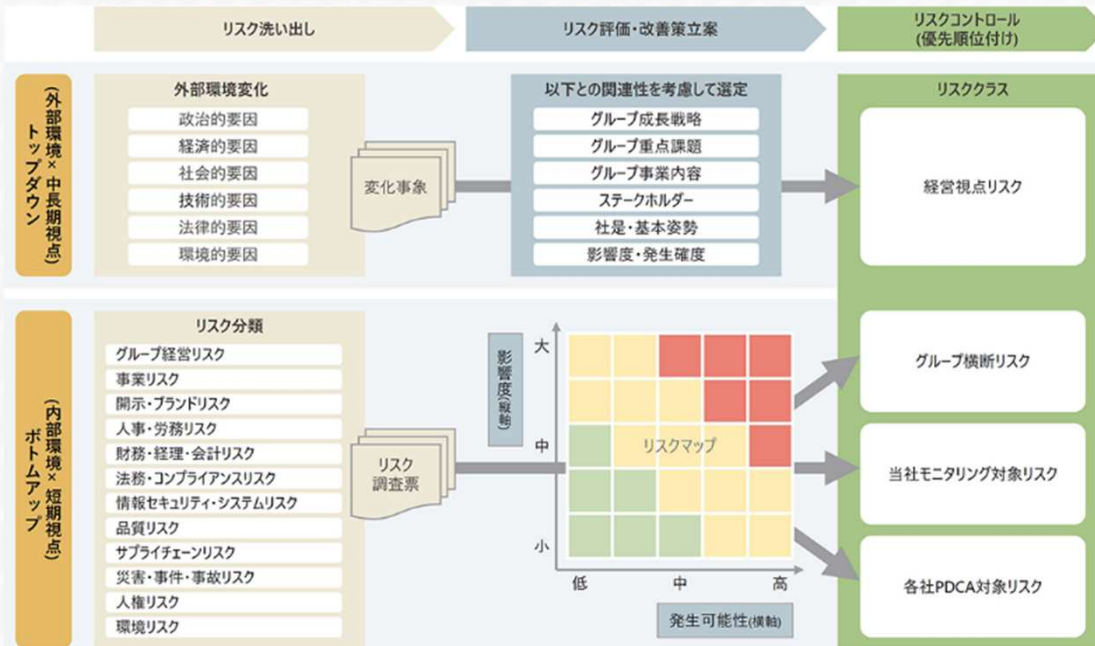 リスク洗い出し
リスク評価・改善策立案
リスクコントロール
(優先順位付け)
トップダウン
(外部環境×中長期視点)
外部環境変化
政治的要因
経済的要因
社会的要因
技術的要因
法律的要因
環境的要因
変化事象
以下との関連性を考慮して選定
グループ成長戦略
グループ重点課題
グループ事業内容
ステークホルダー
社是・基本姿勢
影響度・発生確度
リスククラス
経営視点リスク
ボトムアップ
(内部環境×短期視点)
リスク分類
グループ経営リスク
事業リスク
開示・ブランドリスク
人事・労務リスク
財務・経理・会計リスク
法務・コンプライアンスリスク
情報セキュリティ・システムリスク
品質リスク
サプライチェーンリスク
災害・事件・事故リスク
人権リスク
環境リスク
リスク
調査票
影響度(縦軸)
大
中
小
リスクマップ
低
中
高
発生可能性(横軸)
グループ横断リスク
当社モニタリング対象リスク
各社PDCA対象リスク